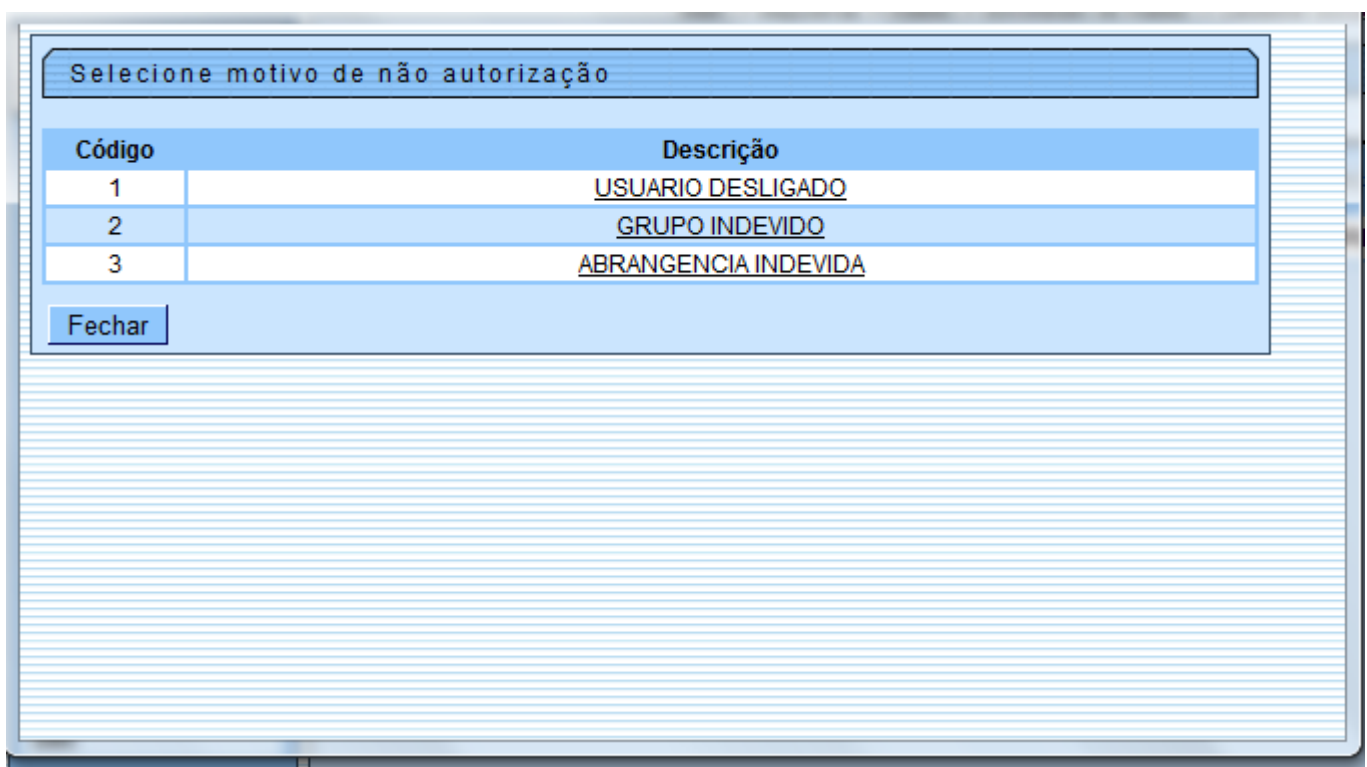 Selecione motivo de não autorização
Código Descrição
1 USUARIO DESLIGADO
2 GRUPO INDEVIDO
3 ABRANGENCIA INDEVIDA
Fechar